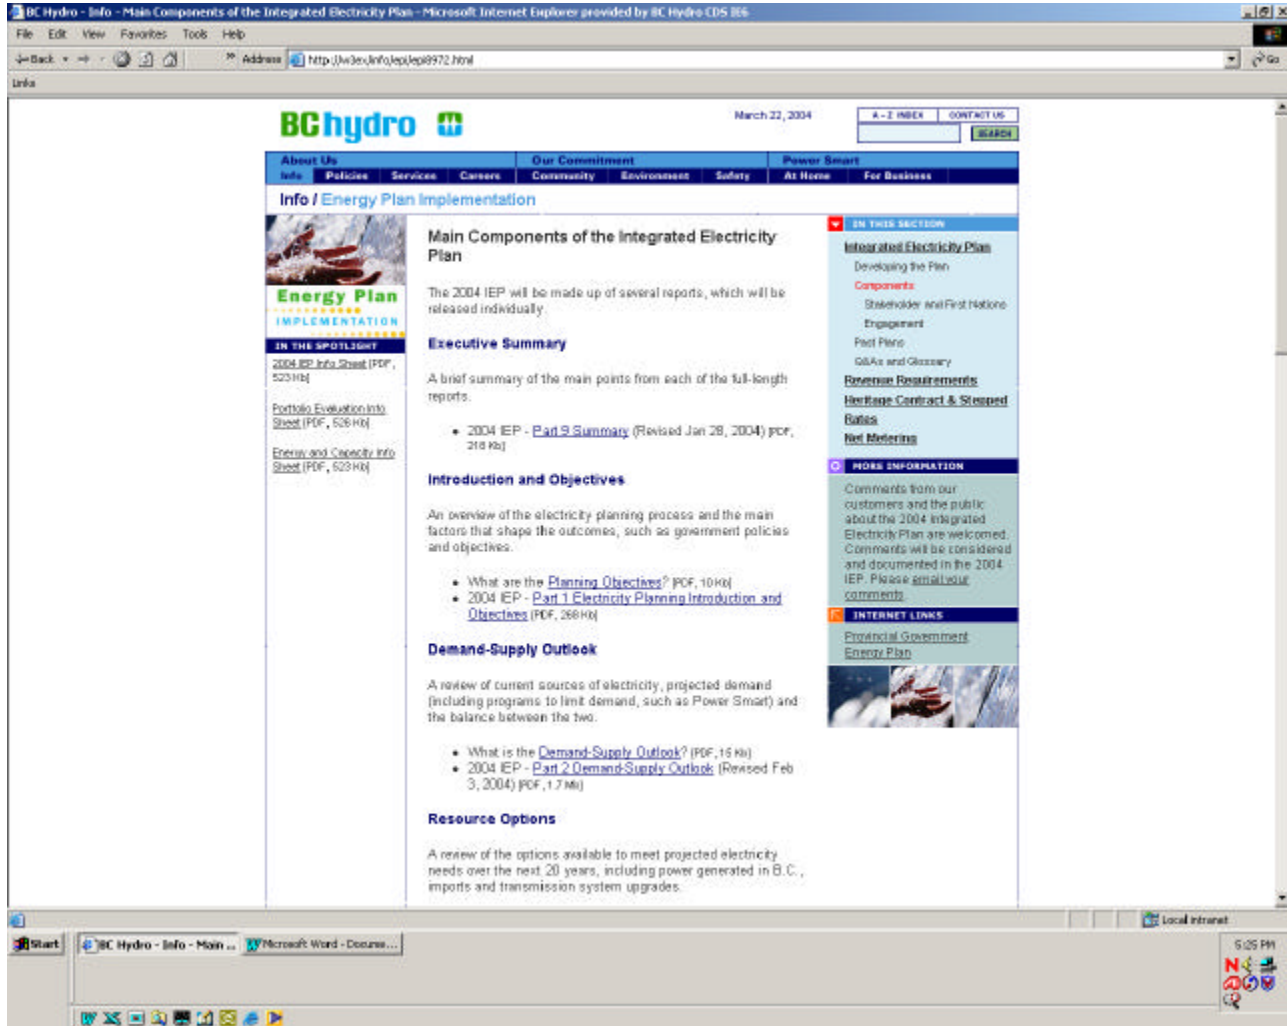 BC Hydro - Info - Main Components of the Integrated Electricity Plan - Microsoft Internet Explorer provided by BC Hydro CDS IE6
File Edit View Favorites Tools Help
Back Address http://w3ex/info/epi/epi8972.html Go
Links
BChydro
March 22, 2004
A - Z INDEX CONTACT US
SEARCH
About Us Our Commitment Power Smart
Info Policies Services Careers Community Environment Safety At Home For Business
Info / Energy Plan Implementation
Energy Plan
IMPLEMENTATION
IN THE SPOTLIGHT
2004 IEP Info Sheet (PDF,
523 Kb)
Portfolio Evaluation Info
Sheet (PDF, 526 Kb)
Energy and Capacity Info
Sheet (PDF, 523 Kb)
Main Components of the Integrated Electricity
Plan
The 2004 IEP will be made up of several reports, which will be
released individually.
Executive Summary
A brief summary of the main points from each of the full-length
reports.
• 2004 IEP - Part 9 Summary (Revised Jan 28, 2004) (PDF,
218 Kb)
Introduction and Objectives
An overview of the electricity planning process and the main
factors that shape the outcomes, such as government policies
and objectives.
• What are the Planning Objectives? (PDF, 10 Kb)
• 2004 IEP - Part 1 Electricity Planning Introduction and
Objectives (PDF, 268 Kb)
Demand-Supply Outlook
A review of current sources of electricity, projected demand
(including programs to limit demand, such as Power Smart) and
the balance between the two.
• What is the Demand-Supply Outlook? (PDF, 15 Kb)
• 2004 IEP - Part 2 Demand-Supply Outlook (Revised Feb
3, 2004) (PDF, 1.7 Mb)
Resource Options
A review of the options available to meet projected electricity
needs over the next 20 years, including power generated in B.C.,
imports and transmission system upgrades.
IN THIS SECTION
Integrated Electricity Plan
Developing the Plan
Components
Stakeholder and First Nations
Engagement
Past Plans
Q&As and Glossary
Revenue Requirements
Heritage Contract & Stepped
Rates
Net Metering
MORE INFORMATION
Comments from our
customers and the public
about the 2004 Integrated
Electricity Plan are welcomed.
Comments will be considered
and documented in the 2004
IEP. Please email your
comments.
INTERNET LINKS
Provincial Government
Energy Plan
Local intranet
Start BC Hydro - Info - Main ... Microsoft Word - Docume...
5:25 PM